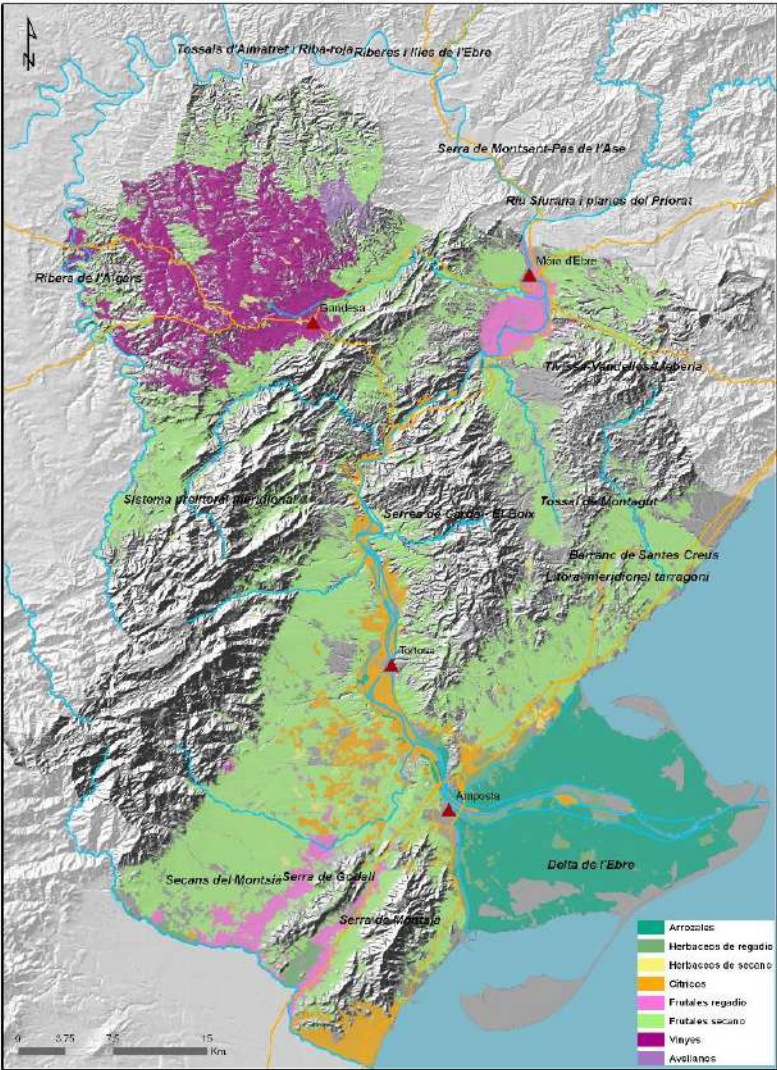 N
Tossals d'Almatret i Riba-roja
Riberes i Illes de l'Ebre
Serra de Montsant-Pas de l'Ase
Riu Siurana i planes del Priorat
Ribera de l'Algars
Móra d'Ebre
Gandesa
Tivissa-Vandellòs-Llaberia
Sistema prelitoral meridional
Serres de Cardó - El Boix
Tossal de Montagut
Barranc de Santes Creus
Litoral meridional tarragoní
Tortosa
Amposta
Delta de l'Ebre
Secans del Montsià
Serra de Godall
Serra de Montsià
Arrozales
Herbaceos de regadio
Herbaceos de secano
Citricos
Frutales regadio
Frutales secano
Vinyes
Avellanos
3.75
7.5
15
Km.